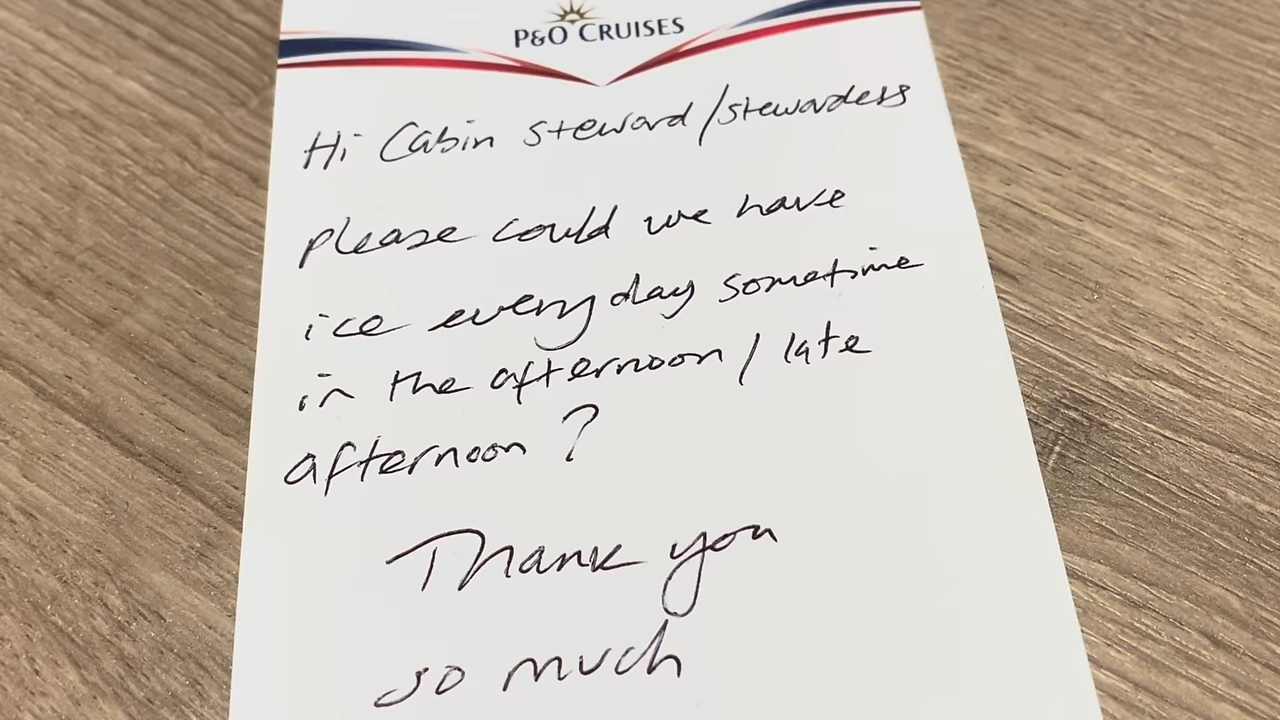 P&O CRUISES
Hi Cabin steward/stewardess
please could we have
ice everyday sometime
in the afternoon/late
afternoon?
Thank you
so much